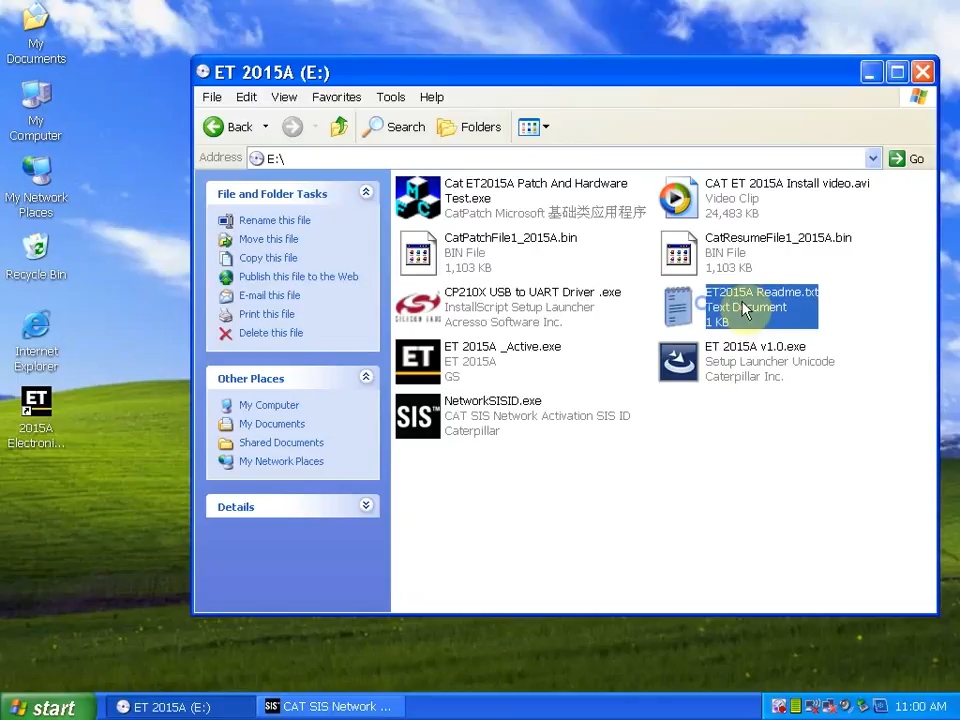 My
Documents
My
Computer
My Network
Places
Recycle Bin
Internet
Explorer
ET
2015A
Electroni...
ET 2015A (E:)
File Edit View Favorites Tools Help
Back Search Folders
Address E:\ Go
File and Folder Tasks
Rename this file
Move this file
Copy this file
Publish this file to the Web
E-mail this file
Print this file
Delete this file
Other Places
My Computer
My Documents
Shared Documents
My Network Places
Details
Cat ET2015A Patch And Hardware
Test.exe
CatPatch Microsoft 基础类应用程序
CAT ET 2015A Install video.avi
Video Clip
24,483 KB
CatPatchFile1_2015A.bin
BIN File
1,103 KB
CatResumeFile1_2015A.bin
BIN File
1,103 KB
CP210X USB to UART Driver .exe
InstallScript Setup Launcher
Acresso Software Inc.
ET2015A Readme.txt
Text Document
1 KB
ET
ET 2015A _Active.exe
ET 2015A
GS
ET 2015A v1.0.exe
Setup Launcher Unicode
Caterpillar Inc.
SIS
NetworkSISID.exe
CAT SIS Network Activation SIS ID
Caterpillar
start
ET 2015A (E:)
SIS CAT SIS Network ...
11:00 AM